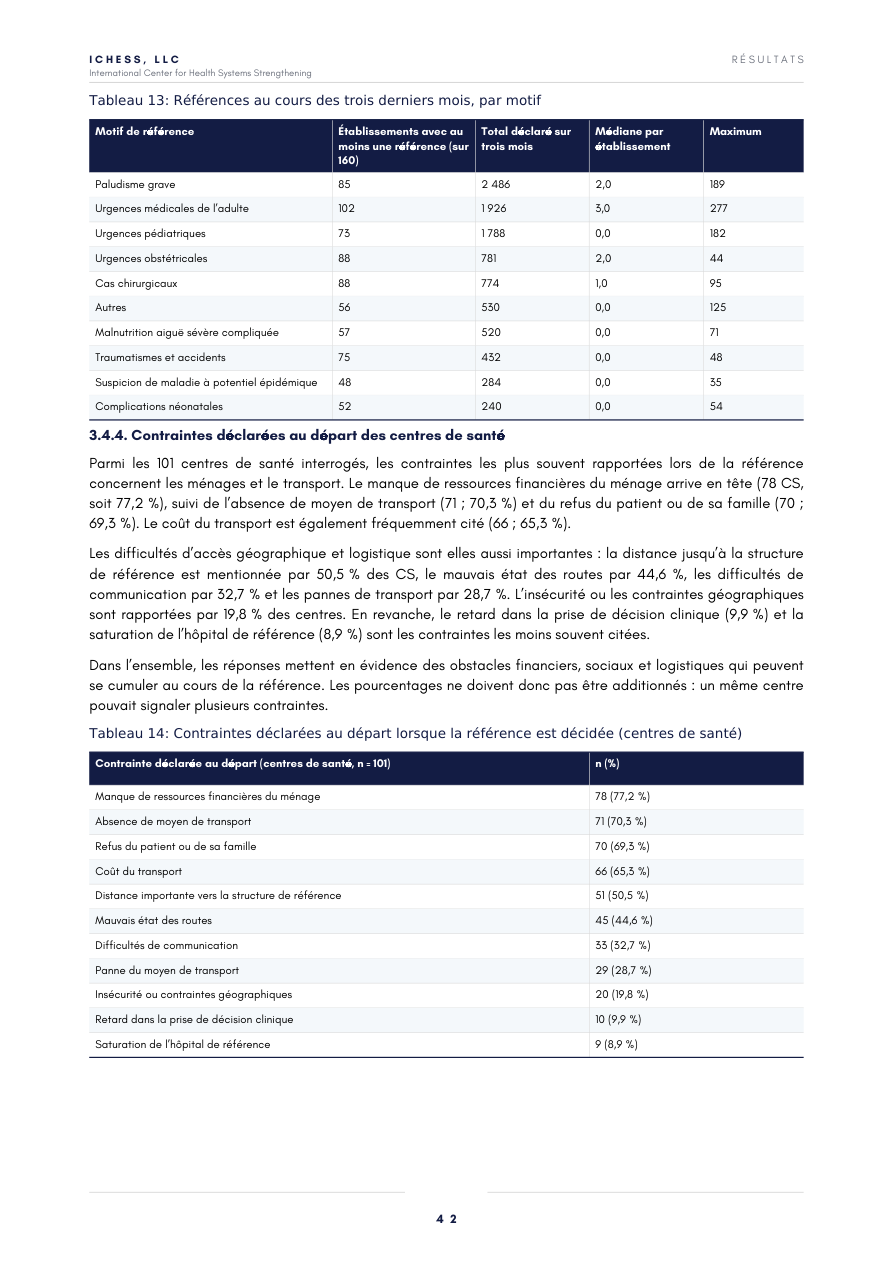 ICHESS, LLC
International Center for Health Systems Strengthening
RÉSULTATS
Tableau 13: Références au cours des trois derniers mois, par motif
Motif de référence | Établissements avec au moins une référence (sur 160) | Total déclaré sur trois mois | Médiane par établissement | Maximum
Paludisme grave | 85 | 2 486 | 2,0 | 189
Urgences médicales de l’adulte | 102 | 1 926 | 3,0 | 277
Urgences pédiatriques | 73 | 1 788 | 0,0 | 182
Urgences obstétricales | 88 | 781 | 2,0 | 44
Cas chirurgicaux | 88 | 774 | 1,0 | 95
Autres | 56 | 530 | 0,0 | 125
Malnutrition aiguë sévère compliquée | 57 | 520 | 0,0 | 71
Traumatismes et accidents | 75 | 432 | 0,0 | 48
Suspicion de maladie à potentiel épidémique | 48 | 284 | 0,0 | 35
Complications néonatales | 52 | 240 | 0,0 | 54
3.4.4. Contraintes déclarées au départ des centres de santé
Parmi les 101 centres de santé interrogés, les contraintes les plus souvent rapportées lors de la référence
concernent les ménages et le transport. Le manque de ressources financières du ménage arrive en tête (78 CS,
soit 77,2 %), suivi de l’absence de moyen de transport (71 ; 70,3 %) et du refus du patient ou de sa famille (70 ;
69,3 %). Le coût du transport est également fréquemment cité (66 ; 65,3 %).
Les difficultés d’accès géographique et logistique sont elles aussi importantes : la distance jusqu’à la structure
de référence est mentionnée par 50,5 % des CS, le mauvais état des routes par 44,6 %, les difficultés de
communication par 32,7 % et les pannes de transport par 28,7 %. L’insécurité ou les contraintes géographiques
sont rapportées par 19,8 % des centres. En revanche, le retard dans la prise de décision clinique (9,9 %) et la
saturation de l’hôpital de référence (8,9 %) sont les contraintes les moins souvent citées.
Dans l’ensemble, les réponses mettent en évidence des obstacles financiers, sociaux et logistiques qui peuvent
se cumuler au cours de la référence. Les pourcentages ne doivent donc pas être additionnés : un même centre
pouvait signaler plusieurs contraintes.
Tableau 14: Contraintes déclarées au départ lorsque la référence est décidée (centres de santé)
Contrainte déclarée au départ (centres de santé, n = 101) | n (%)
Manque de ressources financières du ménage | 78 (77,2 %)
Absence de moyen de transport | 71 (70,3 %)
Refus du patient ou de sa famille | 70 (69,3 %)
Coût du transport | 66 (65,3 %)
Distance importante vers la structure de référence | 51 (50,5 %)
Mauvais état des routes | 45 (44,6 %)
Difficultés de communication | 33 (32,7 %)
Panne du moyen de transport | 29 (28,7 %)
Insécurité ou contraintes géographiques | 20 (19,8 %)
Retard dans la prise de décision clinique | 10 (9,9 %)
Saturation de l’hôpital de référence | 9 (8,9 %)
42